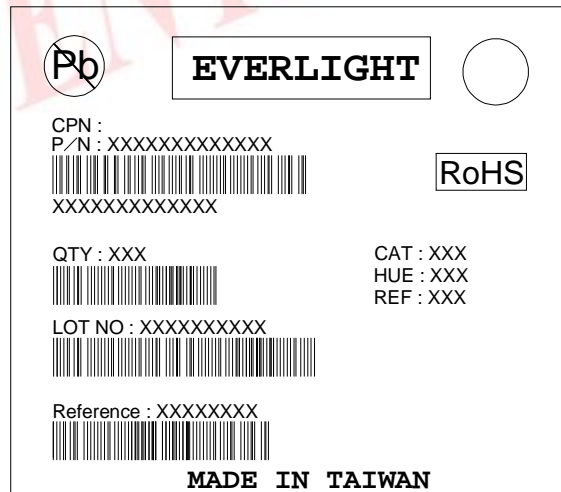 Pb
EVERLIGHT
CPN :
P/N : XXXXXXXXXXXXX
RoHS
XXXXXXXXXXXXX
QTY : XXX
CAT : XXX
HUE : XXX
REF : XXX
LOT NO : XXXXXXXXXX
Reference : XXXXXXXX
MADE IN TAIWAN